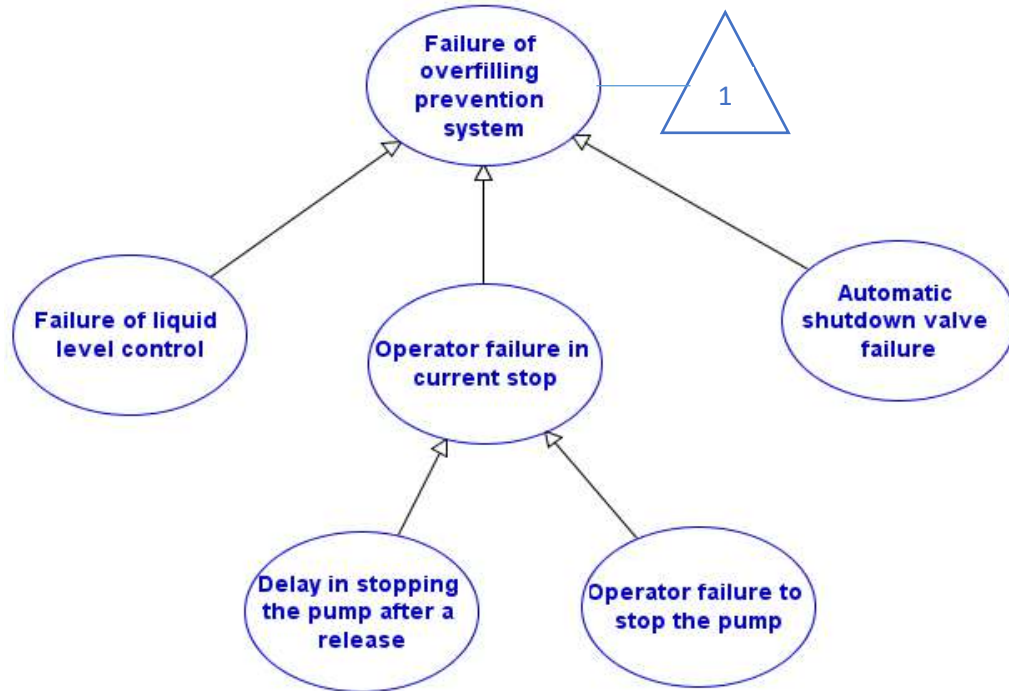 Failure of
overfilling
prevention
system
1
Failure of liquid
level control
Operator failure in
current stop
Automatic
shutdown valve
failure
Delay in stopping
the pump after a
release
Operator failure to
stop the pump